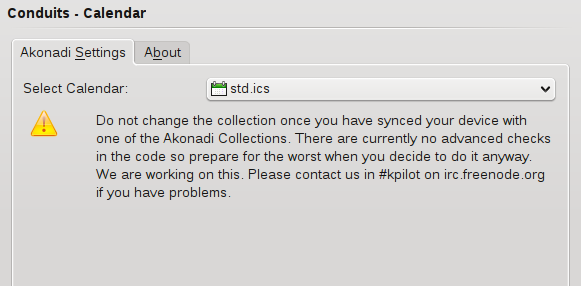 Conduits - Calendar
Akonadi Settings About
Select Calendar: std.ics
Do not change the collection once you have synced your device with
one of the Akonadi Collections. There are currently no advanced checks
in the code so prepare for the worst when you decide to do it anyway.
We are working on this. Please contact us in #kpilot on irc.freenode.org
if you have problems.